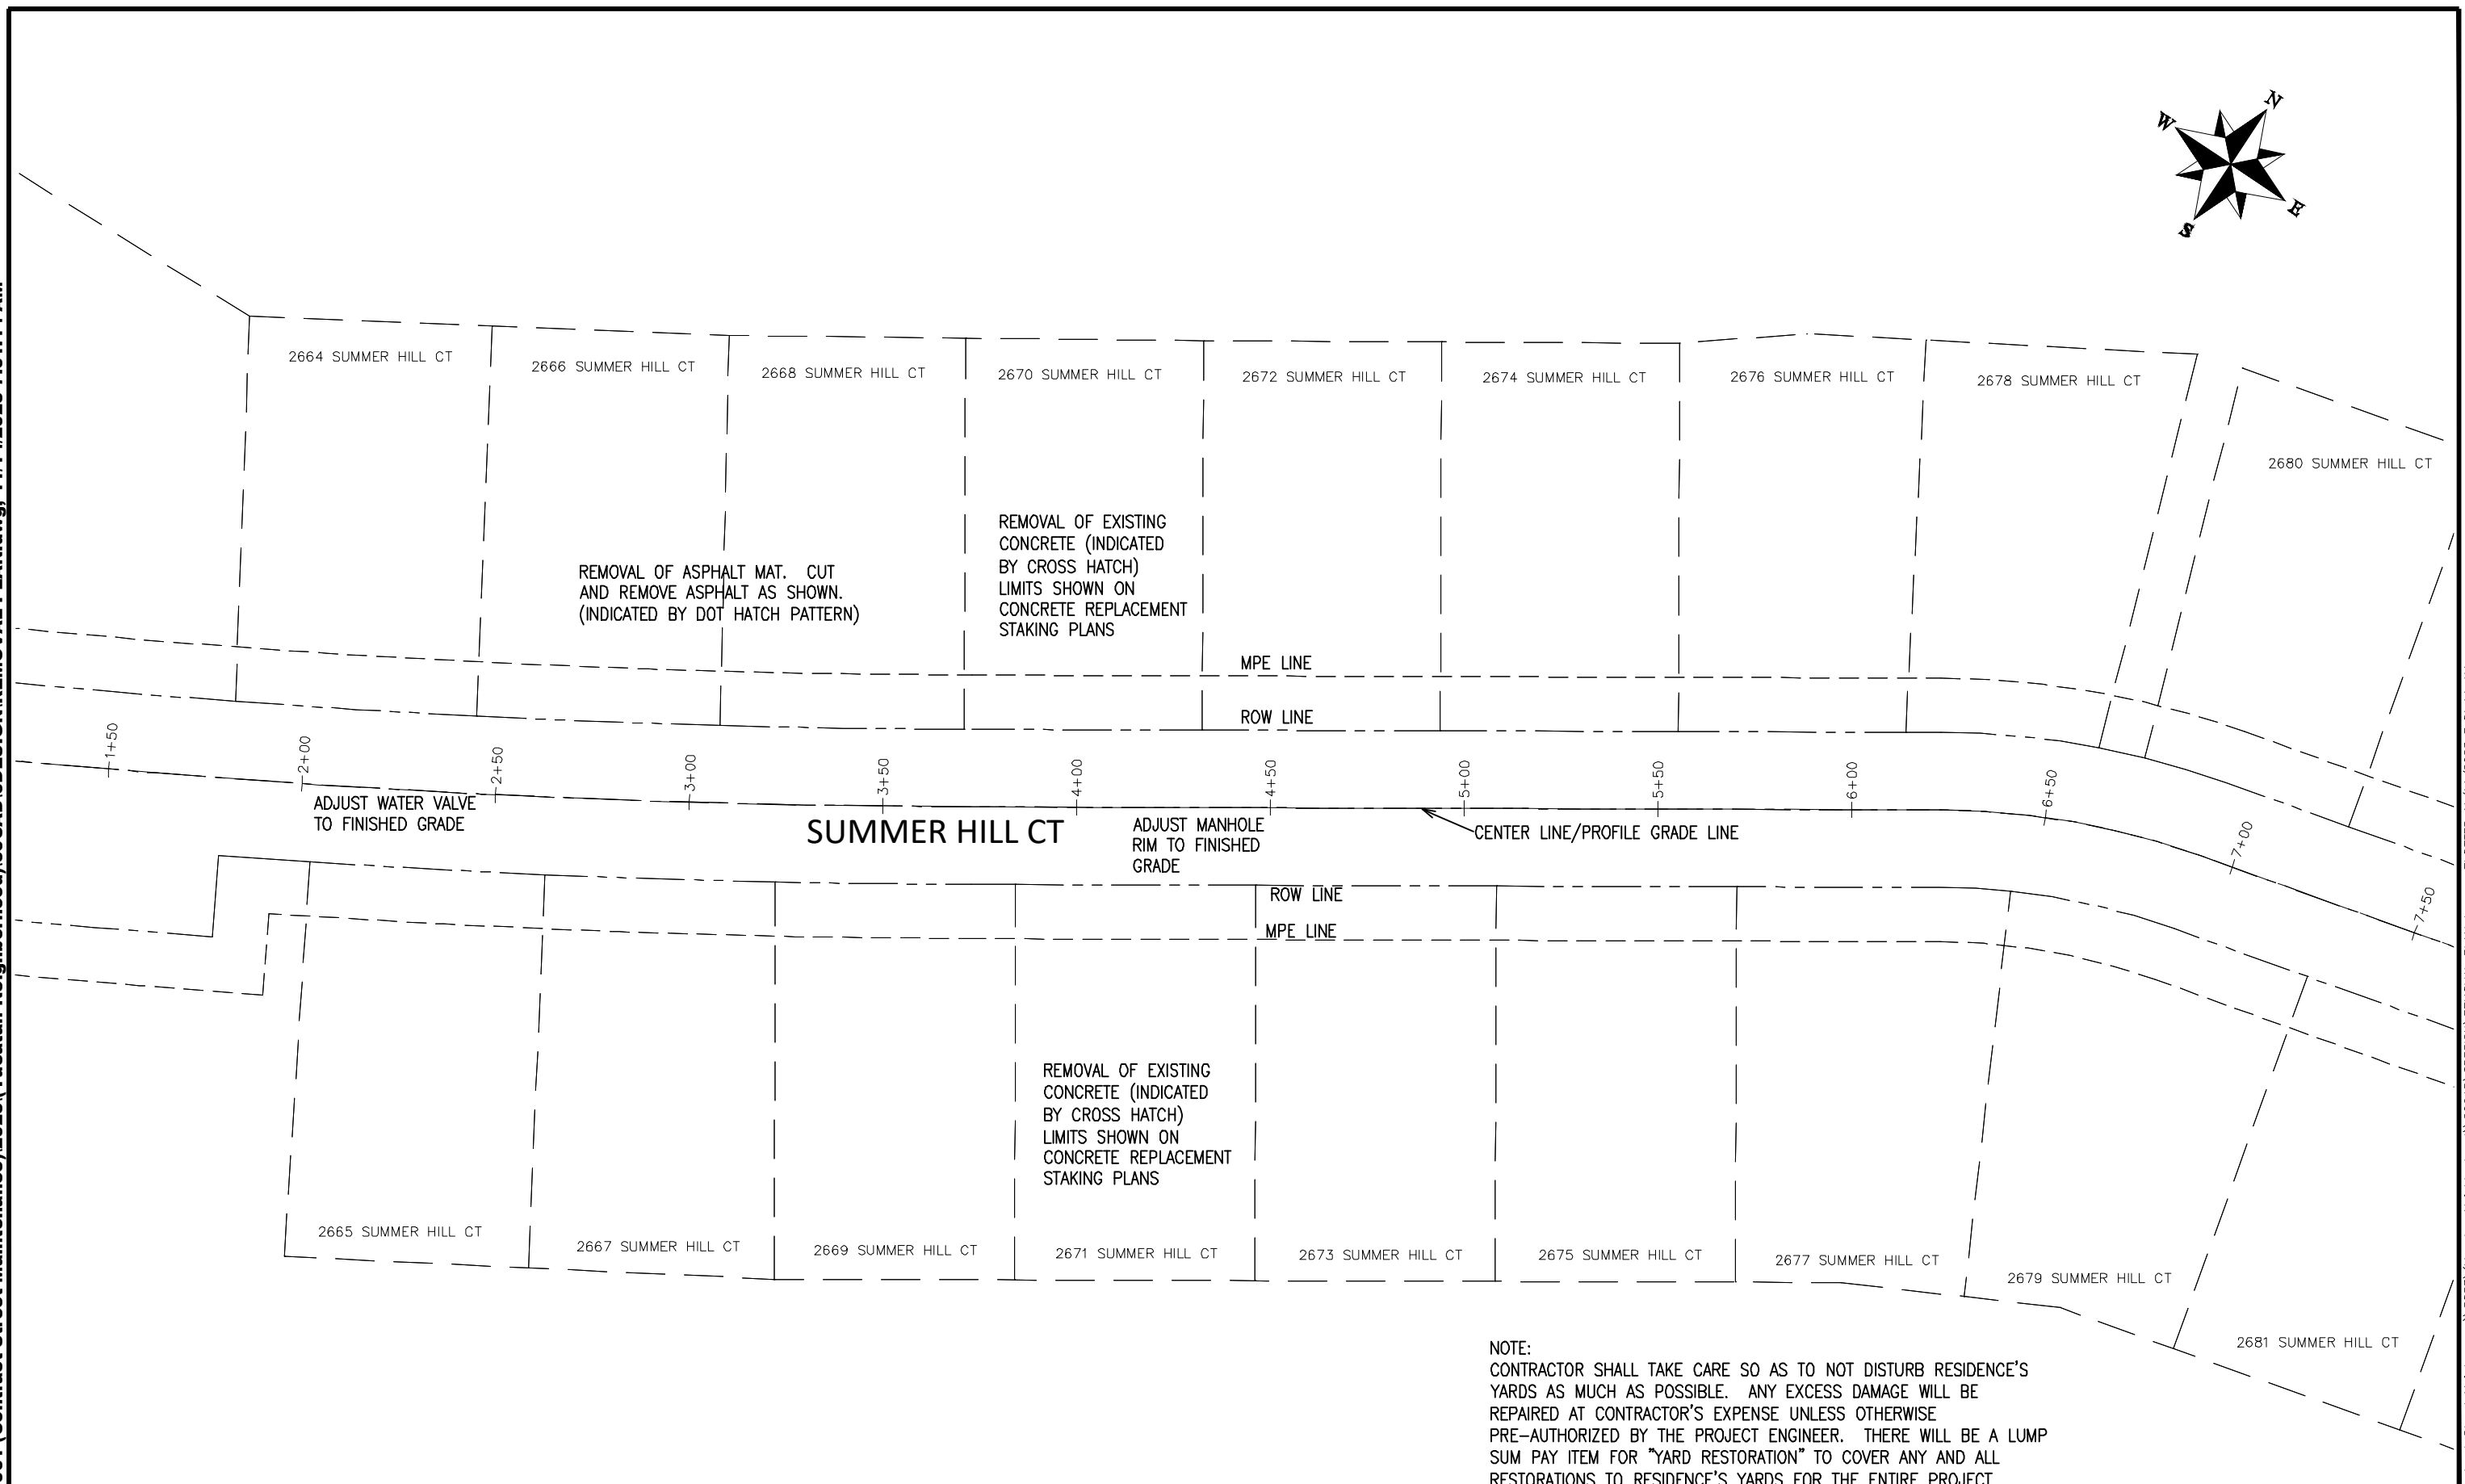 N
W
E
S
2664 SUMMER HILL CT
2666 SUMMER HILL CT
2668 SUMMER HILL CT
2670 SUMMER HILL CT
2672 SUMMER HILL CT
2674 SUMMER HILL CT
2676 SUMMER HILL CT
2678 SUMMER HILL CT
2680 SUMMER HILL CT
REMOVAL OF ASPHALT MAT. CUT
AND REMOVE ASPHALT AS SHOWN.
(INDICATED BY DOT HATCH PATTERN)
REMOVAL OF EXISTING
CONCRETE (INDICATED
BY CROSS HATCH)
LIMITS SHOWN ON
CONCRETE REPLACEMENT
STAKING PLANS
MPE LINE
ROW LINE
1+50
2+00
2+50
3+00
3+50
4+00
4+50
5+00
5+50
6+00
6+50
7+00
7+50
ADJUST WATER VALVE
TO FINISHED GRADE
SUMMER HILL CT
ADJUST MANHOLE
RIM TO FINISHED
GRADE
CENTER LINE/PROFILE GRADE LINE
ROW LINE
MPE LINE
REMOVAL OF EXISTING
CONCRETE (INDICATED
BY CROSS HATCH)
LIMITS SHOWN ON
CONCRETE REPLACEMENT
STAKING PLANS
2665 SUMMER HILL CT
2667 SUMMER HILL CT
2669 SUMMER HILL CT
2671 SUMMER HILL CT
2673 SUMMER HILL CT
2675 SUMMER HILL CT
2677 SUMMER HILL CT
2679 SUMMER HILL CT
2681 SUMMER HILL CT
NOTE:
CONTRACTOR SHALL TAKE CARE SO AS TO NOT DISTURB RESIDENCE'S
YARDS AS MUCH AS POSSIBLE. ANY EXCESS DAMAGE WILL BE
REPAIRED AT CONTRACTOR'S EXPENSE UNLESS OTHERWISE
PRE-AUTHORIZED BY THE PROJECT ENGINEER. THERE WILL BE A LUMP
SUM PAY ITEM FOR "YARD RESTORATION" TO COVER ANY AND ALL
RESTORATIONS TO RESIDENCE'S YARDS FOR THE ENTIRE PROJECT